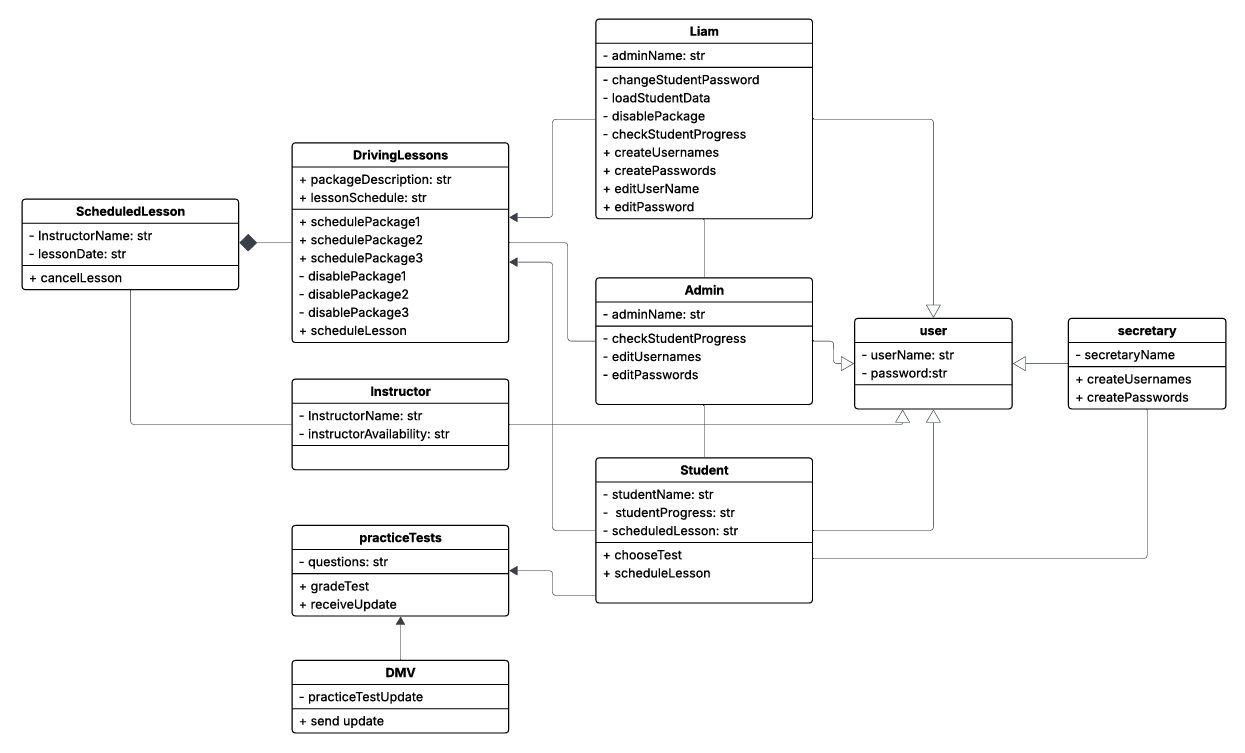 Liam
- adminName: str
- changeStudentPassword
- loadStudentData
- disablePackage
- checkStudentProgress
+ createUsernames
+ createPasswords
+ editUserName
+ editPassword
DrivingLessons
+ packageDescription: str
+ lessonSchedule: str
+ schedulePackage1
+ schedulePackage2
+ schedulePackage3
- disablePackage1
- disablePackage2
- disablePackage3
+ scheduleLesson
ScheduledLesson
- InstructorName: str
- lessonDate: str
+ cancelLesson
Admin
- adminName: str
- checkStudentProgress
- editUsernames
- editPasswords
user
- userName: str
- password:str
secretary
- secretaryName
+ createUsernames
+ createPasswords
Instructor
- InstructorName: str
- instructorAvailability: str
Student
- studentName: str
- studentProgress: str
- scheduledLesson: str
+ chooseTest
+ scheduleLesson
practiceTests
- questions: str
+ gradeTest
+ receiveUpdate
DMV
- practiceTestUpdate
+ send update